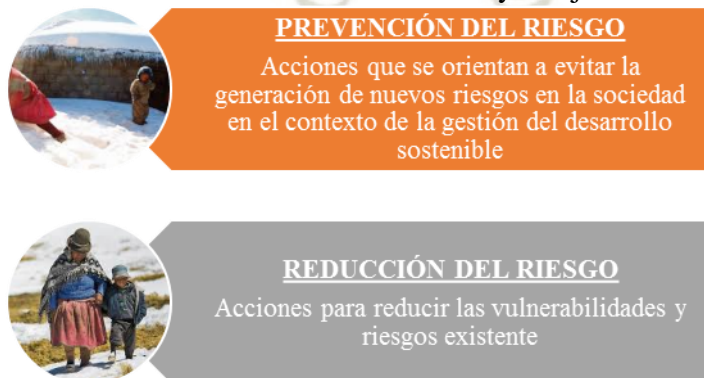 PREVENCIÓN DEL RIESGO
Acciones que se orientan a evitar la
generación de nuevos riesgos en la sociedad
en el contexto de la gestión del desarrollo
sostenible
REDUCCIÓN DEL RIESGO
Acciones para reducir las vulnerabilidades y
riesgos existente